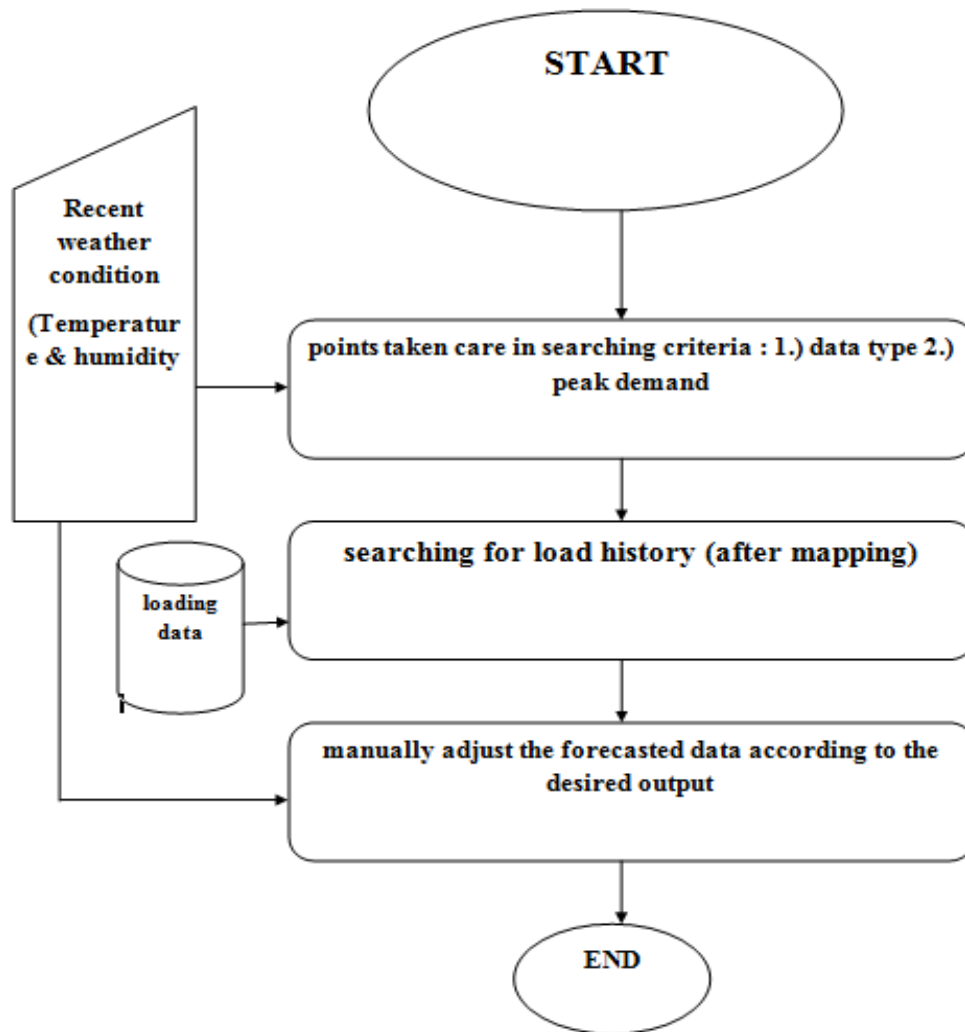 START
Recent
weather
condition
(Temperatur
e & humidity
points taken care in searching criteria : 1.) data type 2.)
peak demand
searching for load history (after mapping)
loading
data
manually adjust the forecasted data according to the
desired output
END